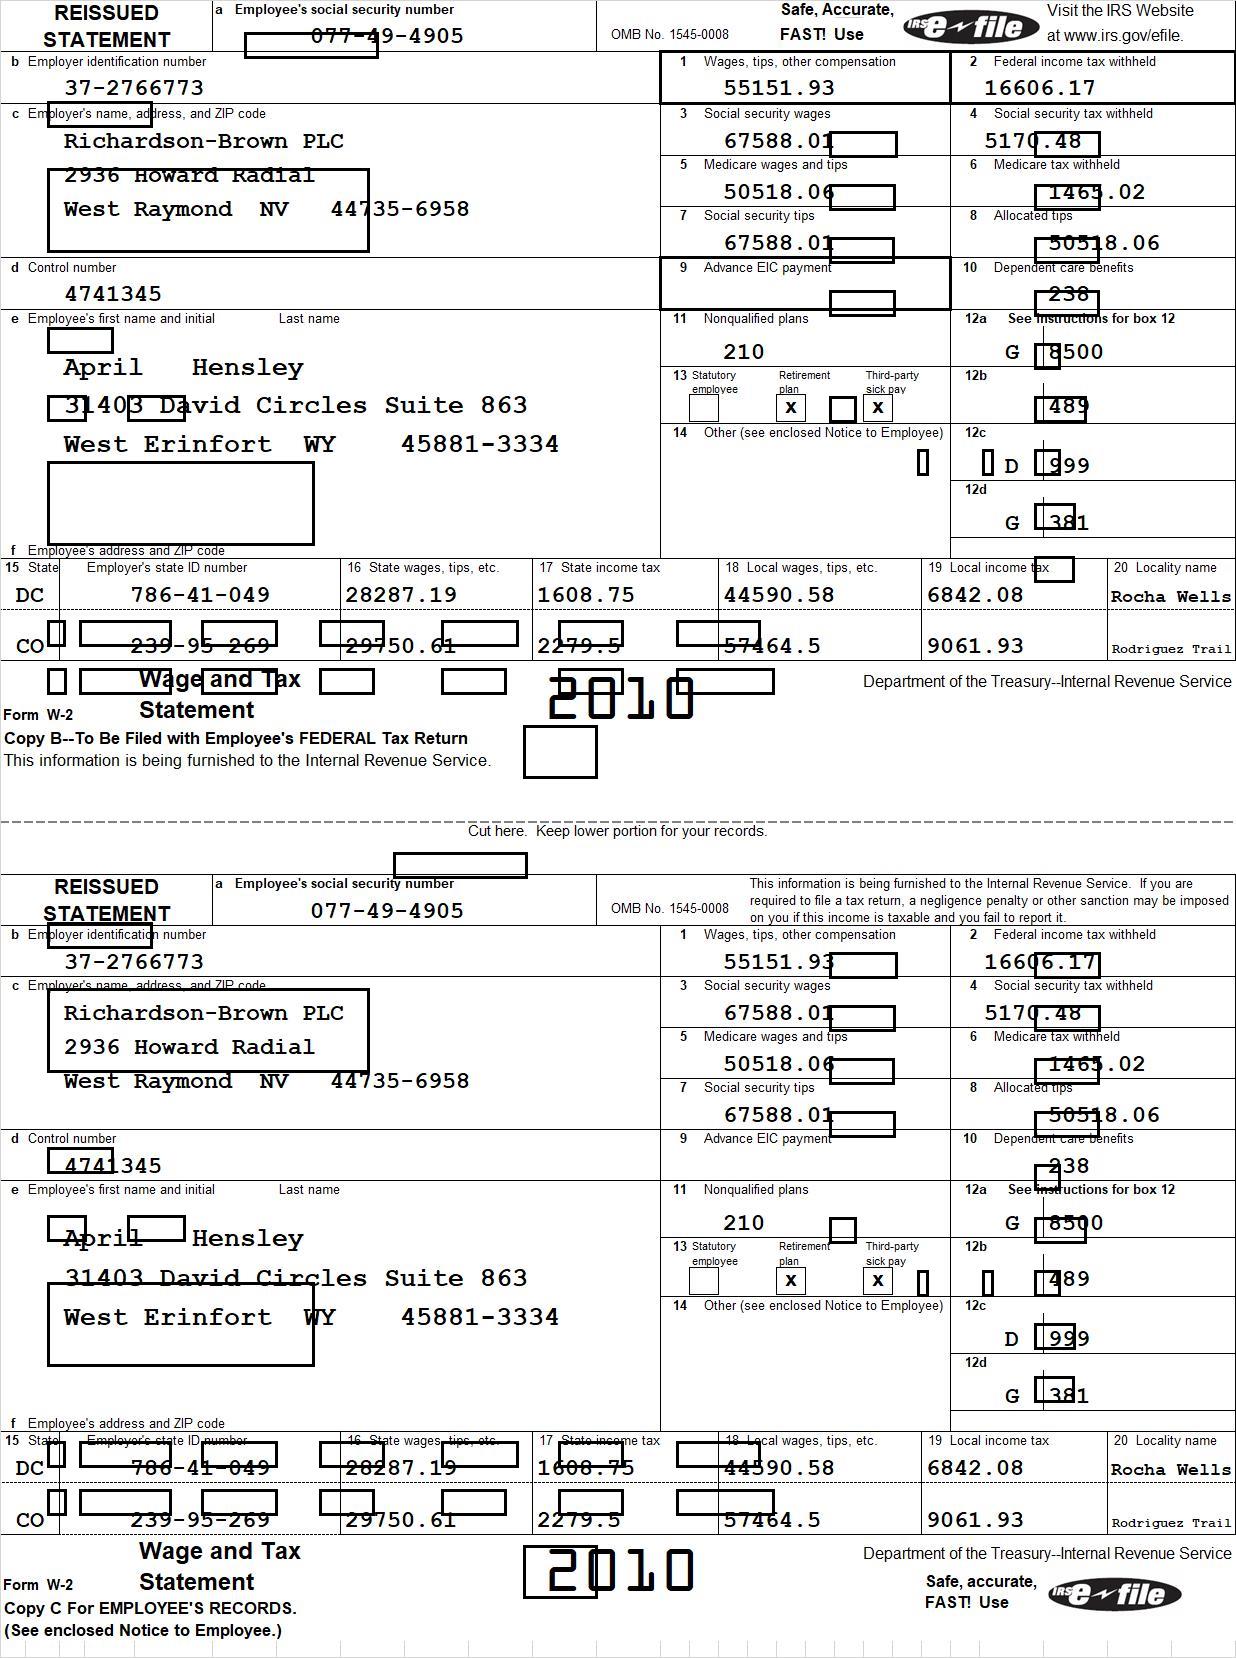 REISSUED STATEMENT
a Employee's social security number
077-49-4905
OMB No. 1545-0008
Safe, Accurate,
FAST! Use
IRS e-file
Visit the IRS Website
at www.irs.gov/efile.
b Employer identification number
37-2766773
1 Wages, tips, other compensation
55151.93
2 Federal income tax withheld
16606.17
c Employer's name, address, and ZIP code
Richardson-Brown PLC
2936 Howard Radial
West Raymond NV 44735-6958
3 Social security wages
67588.01
4 Social security tax withheld
5170.48
5 Medicare wages and tips
50518.06
6 Medicare tax withheld
1465.02
7 Social security tips
67588.01
8 Allocated tips
50518.06
d Control number
4741345
9 Advance EIC payment
10 Dependent care benefits
238
e Employee's first name and initial Last name
April Hensley
31403 David Circles Suite 863
West Erinfort WY 45881-3334
11 Nonqualified plans
210
12a See instructions for box 12
G 8500
13 Statutory employee
Retirement plan
X
Third-party sick pay
X
12b
489
14 Other (see enclosed Notice to Employee)
12c
D 999
12d
G 381
f Employee's address and ZIP code
15 State Employer's state ID number 16 State wages, tips, etc. 17 State income tax 18 Local wages, tips, etc. 19 Local income tax 20 Locality name
DC 786-41-049 28287.19 1608.75 44590.58 6842.08 Rocha Wells
CO 239-95-269 29750.61 2279.5 57464.5 9061.93 Rodriguez Trail
Wage and Tax
Statement
Form W-2
2010
Department of the Treasury--Internal Revenue Service
Copy B--To Be Filed with Employee's FEDERAL Tax Return
This information is being furnished to the Internal Revenue Service.
Cut here. Keep lower portion for your records.
REISSUED STATEMENT
a Employee's social security number
077-49-4905
OMB No. 1545-0008
This information is being furnished to the Internal Revenue Service. If you are
required to file a tax return, a negligence penalty or other sanction may be imposed
on you if this income is taxable and you fail to report it.
b Employer identification number
37-2766773
1 Wages, tips, other compensation
55151.93
2 Federal income tax withheld
16606.17
c Employer's name, address, and ZIP code
Richardson-Brown PLC
2936 Howard Radial
West Raymond NV 44735-6958
3 Social security wages
67588.01
4 Social security tax withheld
5170.48
5 Medicare wages and tips
50518.06
6 Medicare tax withheld
1465.02
7 Social security tips
67588.01
8 Allocated tips
50518.06
d Control number
4741345
9 Advance EIC payment
10 Dependent care benefits
238
e Employee's first name and initial Last name
April Hensley
31403 David Circles Suite 863
West Erinfort WY 45881-3334
11 Nonqualified plans
210
12a See instructions for box 12
G 8500
13 Statutory employee
Retirement plan
X
Third-party sick pay
X
12b
489
14 Other (see enclosed Notice to Employee)
12c
D 999
12d
G 381
f Employee's address and ZIP code
15 State Employer's state ID number 16 State wages, tips, etc. 17 State income tax 18 Local wages, tips, etc. 19 Local income tax 20 Locality name
DC 786-41-049 28287.19 1608.75 44590.58 6842.08 Rocha Wells
CO 239-95-269 29750.61 2279.5 57464.5 9061.93 Rodriguez Trail
Wage and Tax
Statement
Form W-2
2010
Department of the Treasury--Internal Revenue Service
Safe, accurate,
FAST! Use
IRS e-file
Copy C For EMPLOYEE'S RECORDS.
(See enclosed Notice to Employee.)